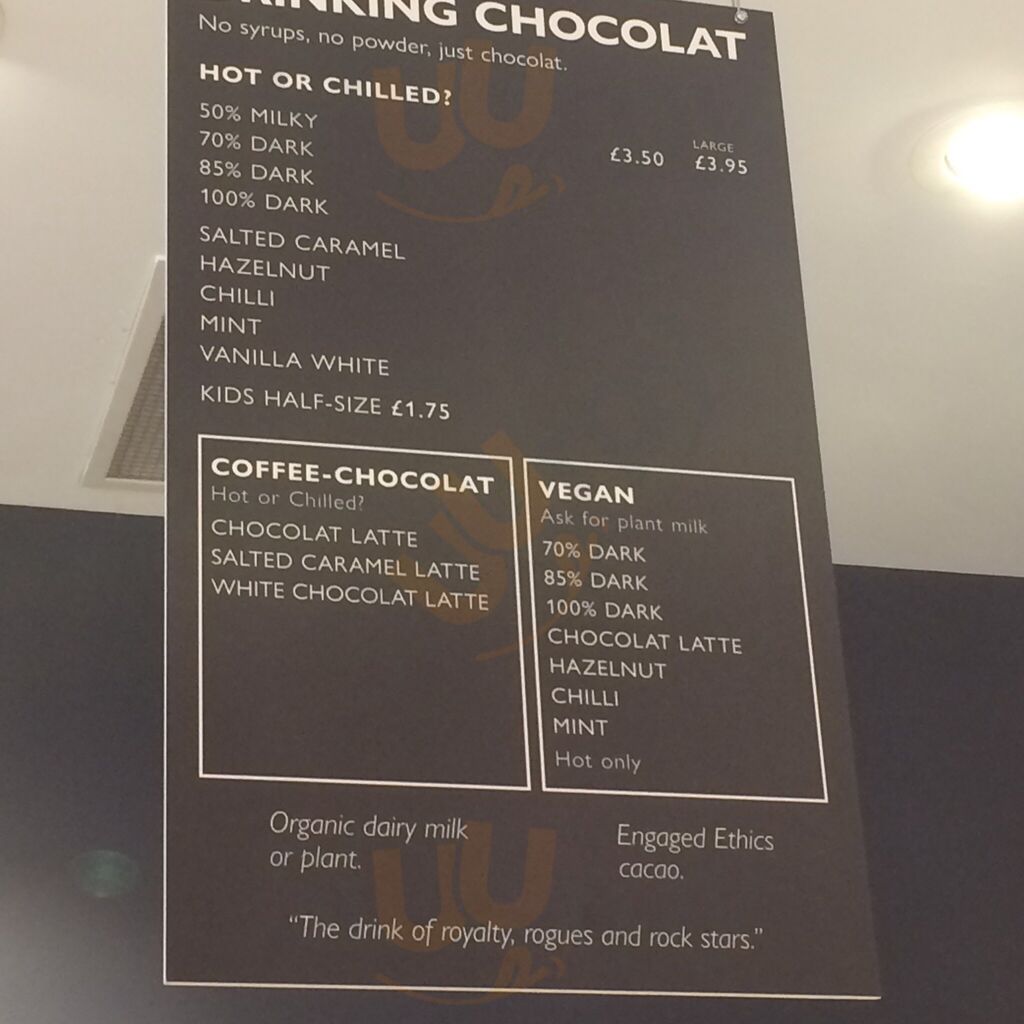 DRINKING CHOCOLAT
No syrups, no powder, just chocolat.
HOT OR CHILLED?
50% MILKY
70% DARK
85% DARK
100% DARK
LARGE
£3.50 £3.95
SALTED CARAMEL
HAZELNUT
CHILLI
MINT
VANILLA WHITE
KIDS HALF-SIZE £1.75
COFFEE-CHOCOLAT
Hot or Chilled?
CHOCOLAT LATTE
SALTED CARAMEL LATTE
WHITE CHOCOLAT LATTE
VEGAN
Ask for plant milk
70% DARK
85% DARK
100% DARK
CHOCOLAT LATTE
HAZELNUT
CHILLI
MINT
Hot only
Organic dairy milk
or plant.
Engaged Ethics
cacao.
“The drink of royalty, rogues and rock stars.”